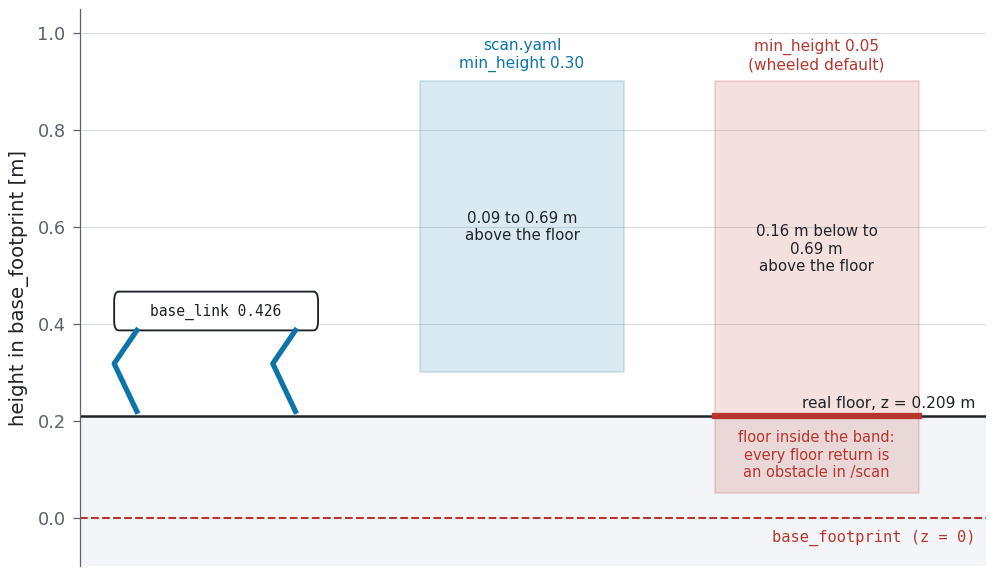 height in base_footprint [m]
1.0
0.8
0.6
0.4
0.2
0.0
scan.yaml
min_height 0.30
min_height 0.05
(wheeled default)
0.09 to 0.69 m
above the floor
0.16 m below to
0.69 m
above the floor
base_link 0.426
real floor, z = 0.209 m
floor inside the band:
every floor return is
an obstacle in /scan
base_footprint (z = 0)